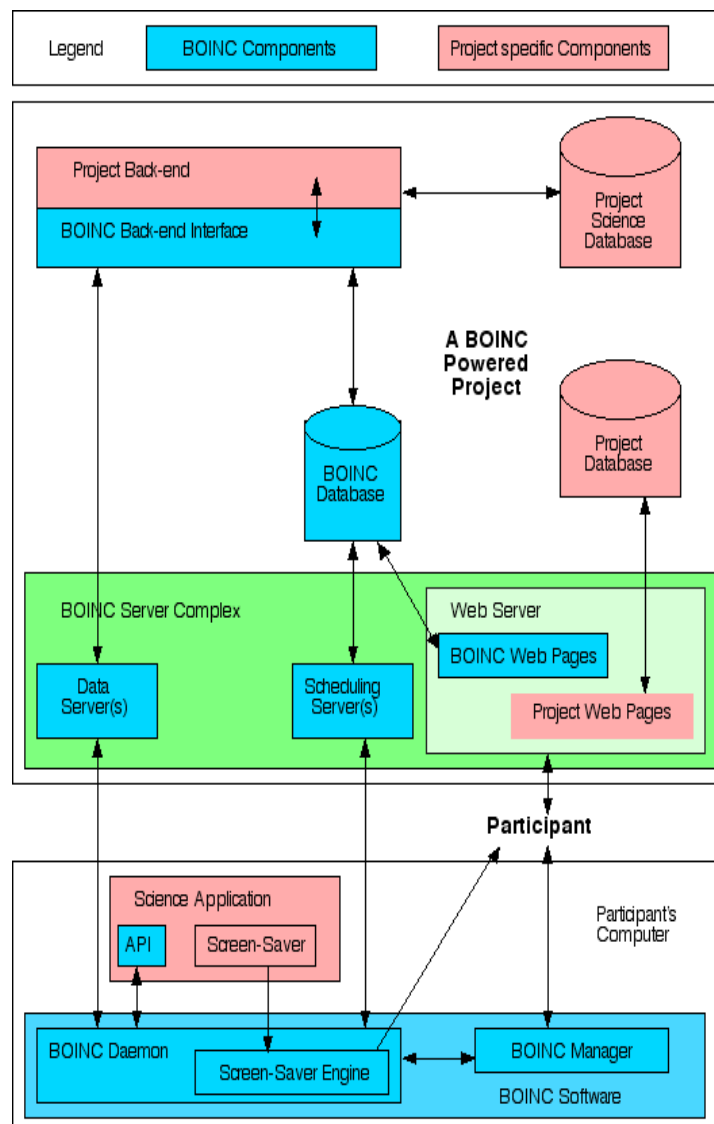 Legend
BOINC Components
Project specific Components
Project Back-end
BOINC Back-end Interface
Project
Science
Database
A BOINC
Powered
Project
BOINC
Database
Project
Database
BOINC Server Complex
Web Server
BOINC Web Pages
Data
Server(s)
Scheduling
Server(s)
Project Web Pages
Participant
Science Application
API
Screen-Saver
Participant's
Computer
BOINC Daemon
Screen-Saver Engine
BOINC Manager
BOINC Software